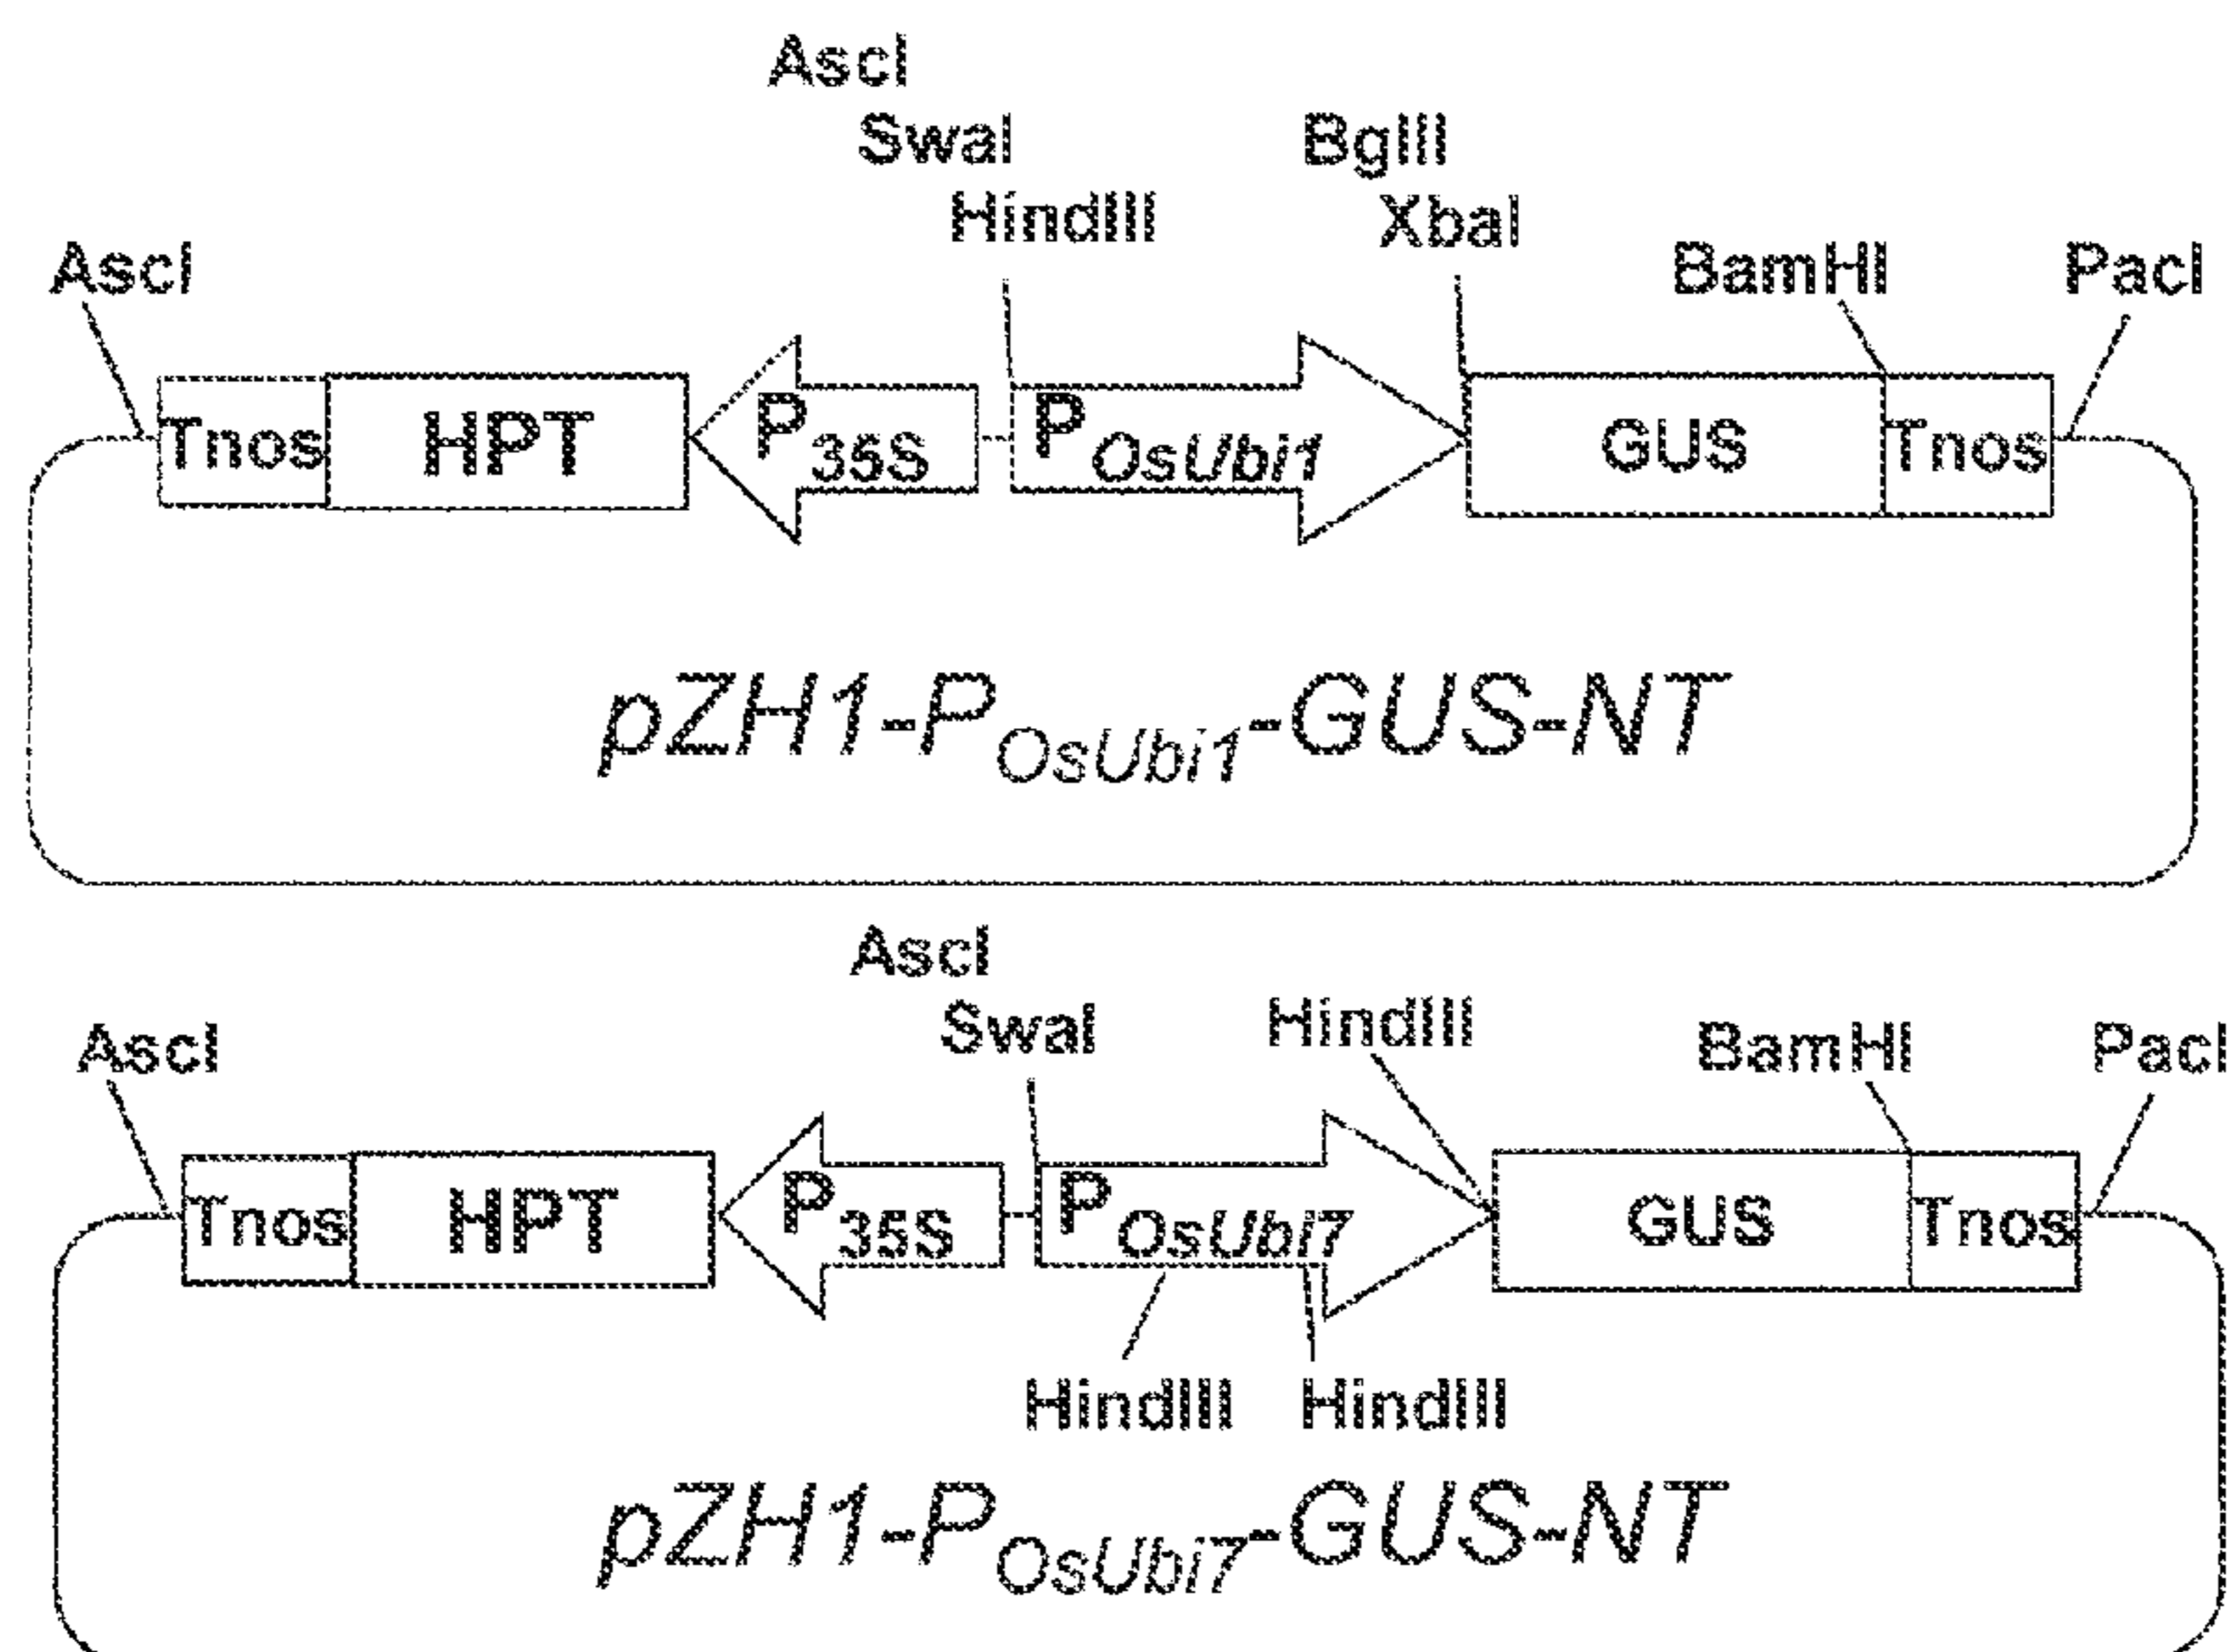 AscI
SwaI
BglII
HindIII
XbaI
AscI
BamHI
PacI
Tnos
HPT
P35S
POsUbi1
GUS
Tnos
pZH1-POsUbi1-GUS-NT
AscI
SwaI
HindIII
AscI
BamHI
PacI
Tnos
HPT
P35S
POsUbi7
GUS
Tnos
HindIII
HindIII
pZH1-POsUbi7-GUS-NT